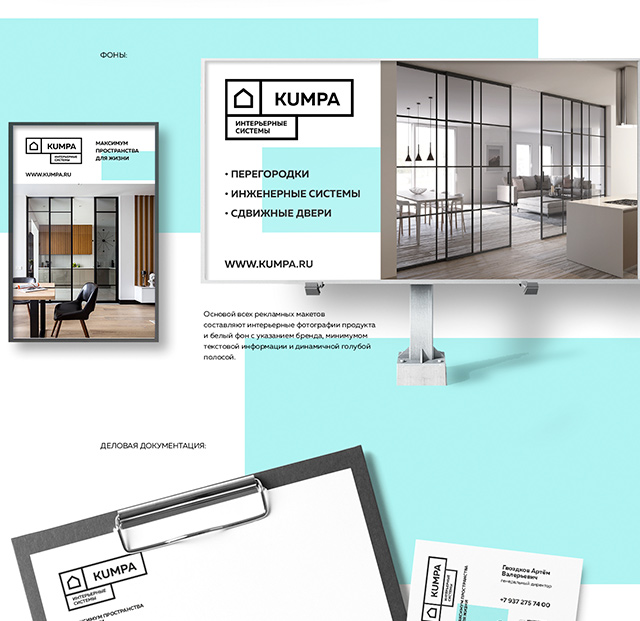 ФОНЫ:
KUMPA
ИНТЕРЬЕРНЫЕ
СИСТЕМЫ
МАКСИМУМ
ПРОСТРАНСТВА
ДЛЯ ЖИЗНИ
WWW.KUMPA.RU
KUMPA
ИНТЕРЬЕРНЫЕ
СИСТЕМЫ
• ПЕРЕГОРОДКИ
• ИНЖЕНЕРНЫЕ СИСТЕМЫ
• СДВИЖНЫЕ ДВЕРИ
WWW.KUMPA.RU
Основой всех рекламных макетов
составляют интерьерные фотографии продукта
и белый фон с указанием бренда, минимумом
текстовой информации и динамичной голубой
полосой.
ДЕЛОВАЯ ДОКУМЕНТАЦИЯ:
KUMPA
ИНТЕРЬЕРНЫЕ
СИСТЕМЫ
МАКСИМУМ ПРОСТРАНСТВА
KUMPA
ИНТЕРЬЕРНЫЕ
СИСТЕМЫ
МАКСИМУМ ПРОСТРАНСТВА
ДЛЯ ЖИЗНИ
Гвоздков Артём
Валерьевич
генеральный директор
+7 937 275 74 00